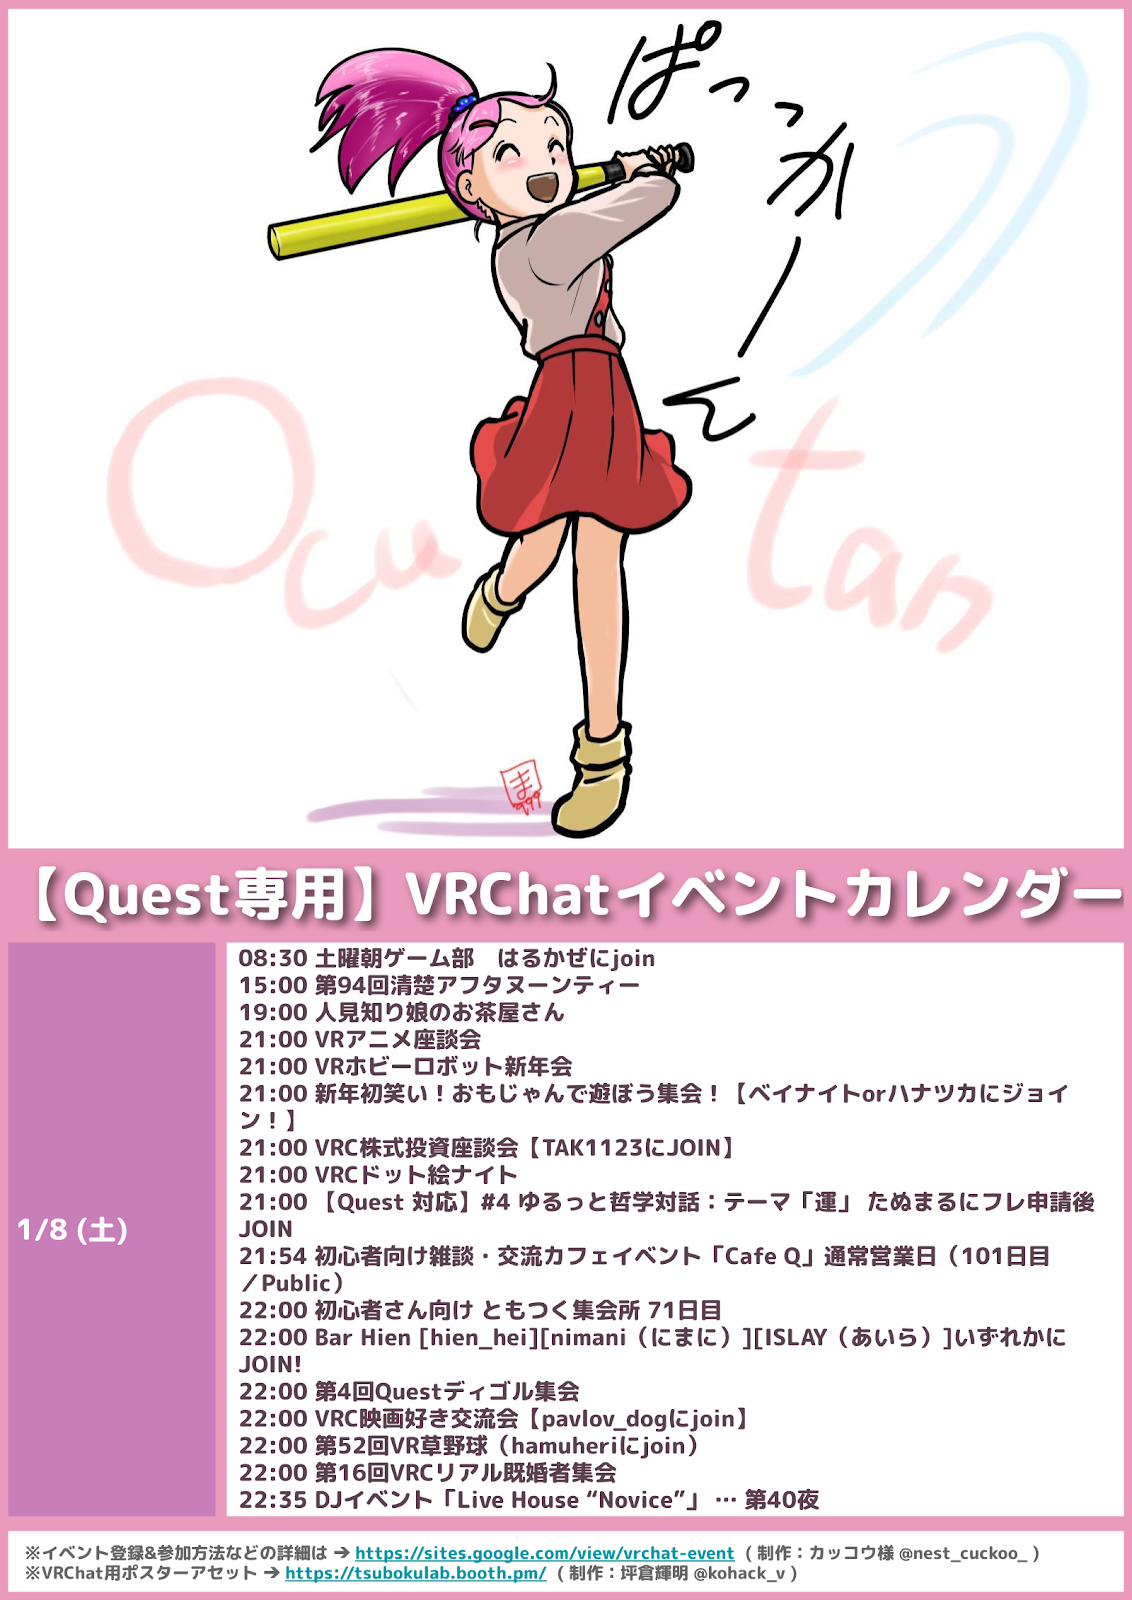 ぱっっかーん
Ocu tan
ま
999
【Quest専用】VRChatイベントカレンダー
1/8 (土)
08:30 土曜朝ゲーム部　はるかぜにjoin
15:00 第94回清楚アフタヌーンティー
19:00 人見知り娘のお茶屋さん
21:00 VRアニメ座談会
21:00 VRホビーロボット新年会
21:00 新年初笑い！おもじゃんで遊ぼう集会！【ベイナイトorハナツカにジョイ
ン！】
21:00 VRC株式投資座談会【TAK1123にJOIN】
21:00 VRCドット絵ナイト
21:00 【Quest 対応】#4 ゆるっと哲学対話：テーマ「運」 たぬまるにフレ申請後
JOIN
21:54 初心者向け雑談・交流カフェイベント「Cafe Q」通常営業日（101日目
／Public）
22:00 初心者さん向け ともつく集会所 71日目
22:00 Bar Hien [hien_hei][nimani（にまに）][ISLAY（あいら）]いずれかに
JOIN!
22:00 第4回Questディゴル集会
22:00 VRC映画好き交流会【pavlov_dogにjoin】
22:00 第52回VR草野球（hamuheriにjoin）
22:00 第16回VRCリアル既婚者集会
22:35 DJイベント「Live House “Novice”」 … 第40夜
※イベント登録&参加方法などの詳細は ➔ https://sites.google.com/view/vrchat-event （制作：カッコウ様 @nest_cuckoo_ ）
※VRChat用ポスターアセット ➔ https://tsubokulab.booth.pm/ （制作：坪倉輝明 @kohack_v ）